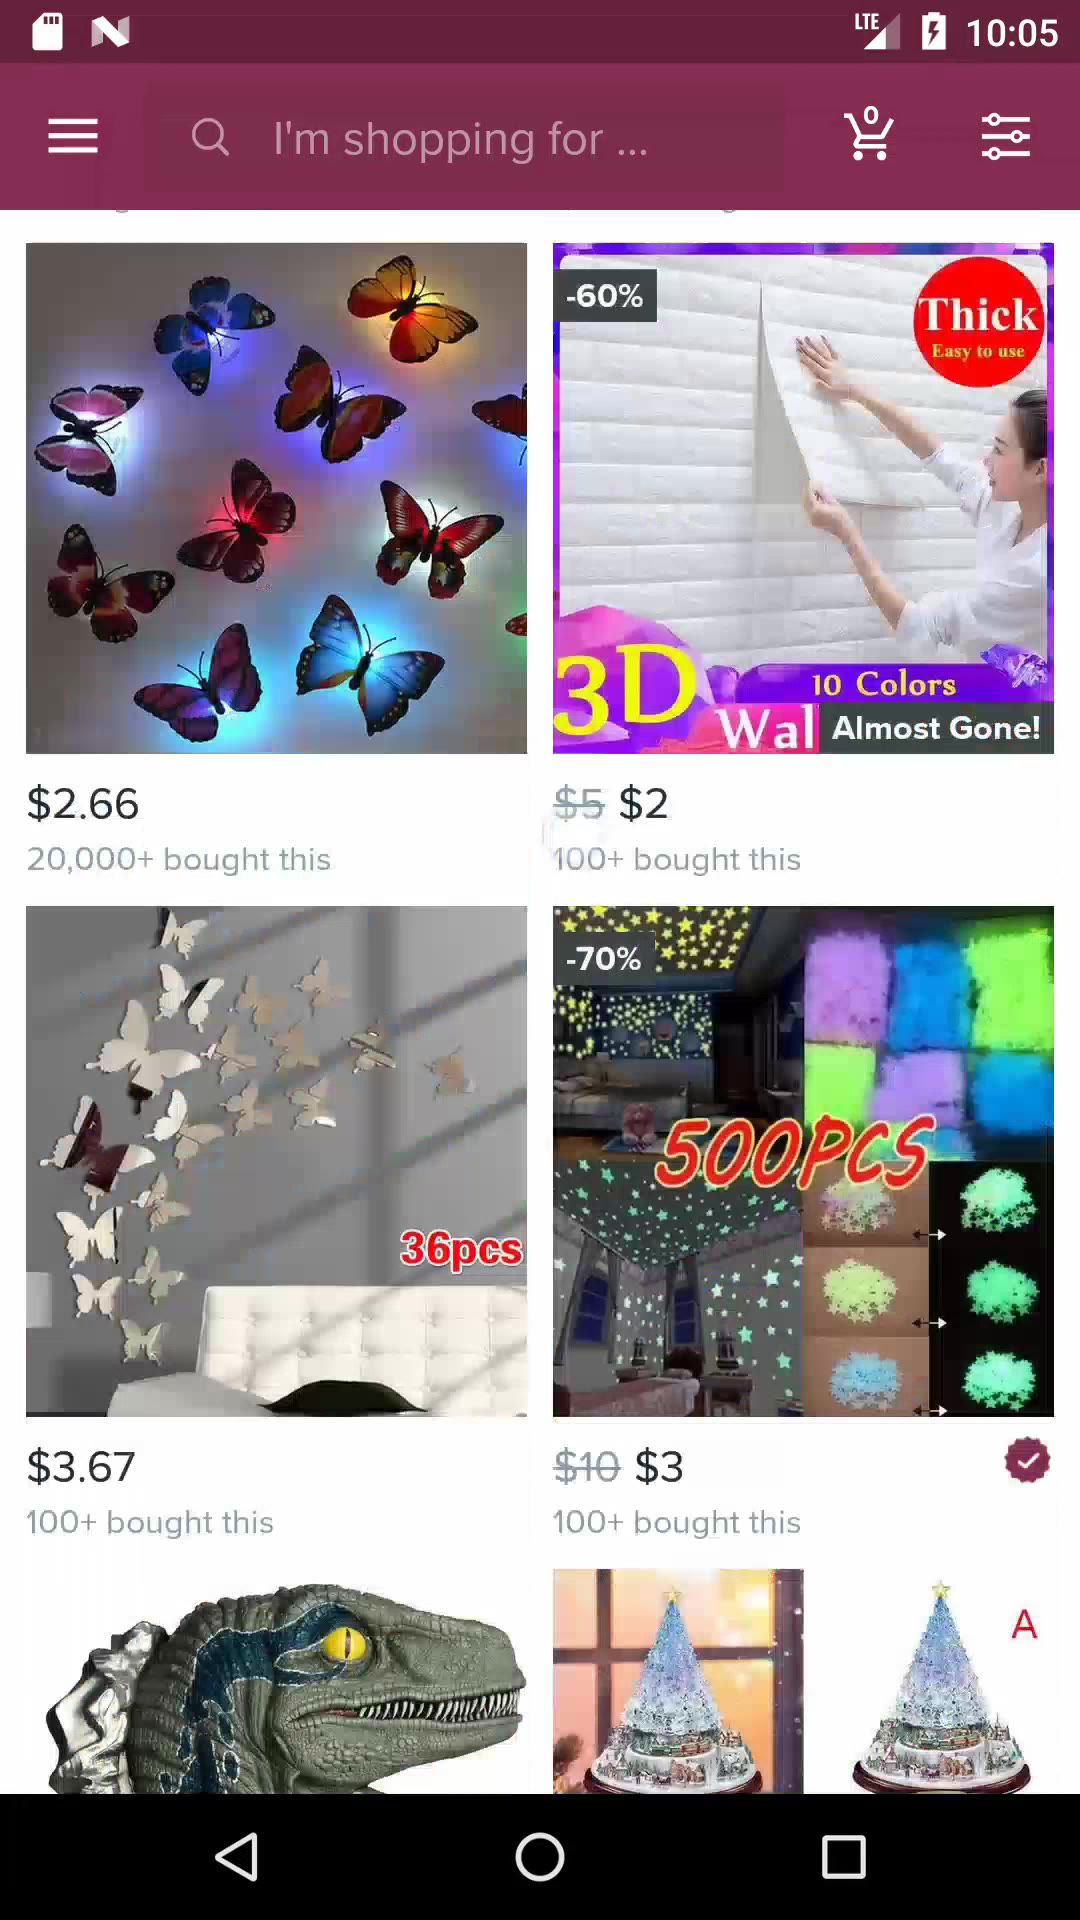 LTE 10:05
0
I'm shopping for ...
-60%
Thick
Easy to use
3D
10 Colors
Wal
Almost Gone!
$2.66
$5 $2
20,000+ bought this
100+ bought this
-70%
500PCS
36pcs
$3.67
$10 $3
100+ bought this
100+ bought this
A